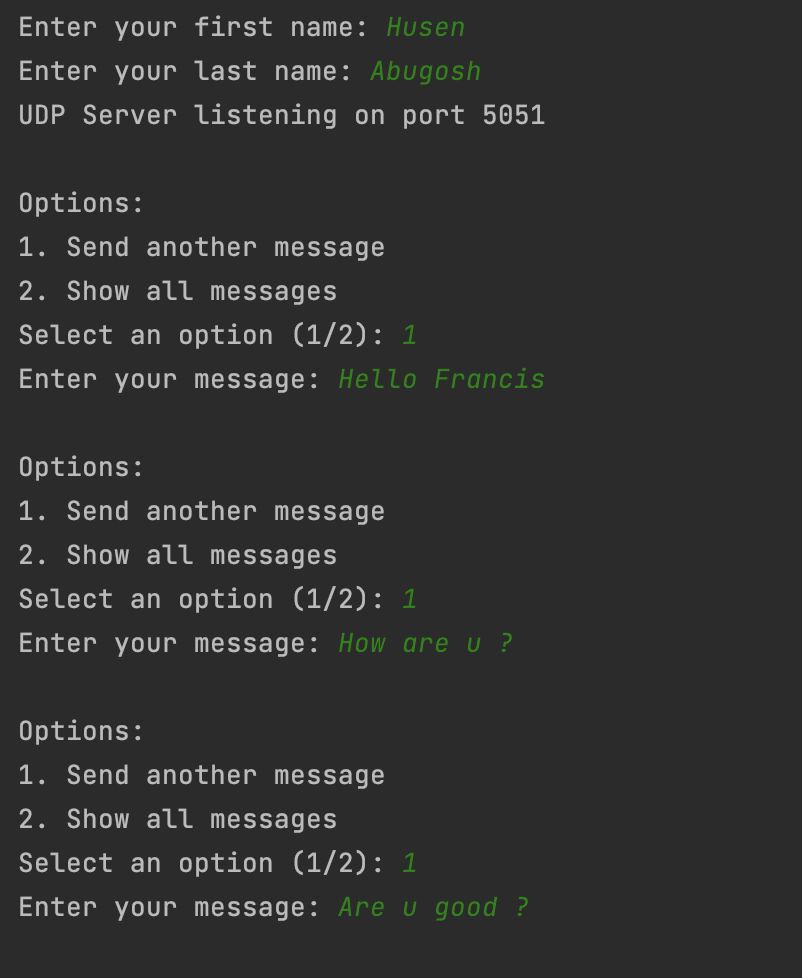 Enter your first name: Husen
Enter your last name: Abugosh
UDP Server listening on port 5051
Options:
1. Send another message
2. Show all messages
Select an option (1/2): 1
Enter your message: Hello Francis
Options:
1. Send another message
2. Show all messages
Select an option (1/2): 1
Enter your message: How are u ?
Options:
1. Send another message
2. Show all messages
Select an option (1/2): 1
Enter your message: Are u good ?